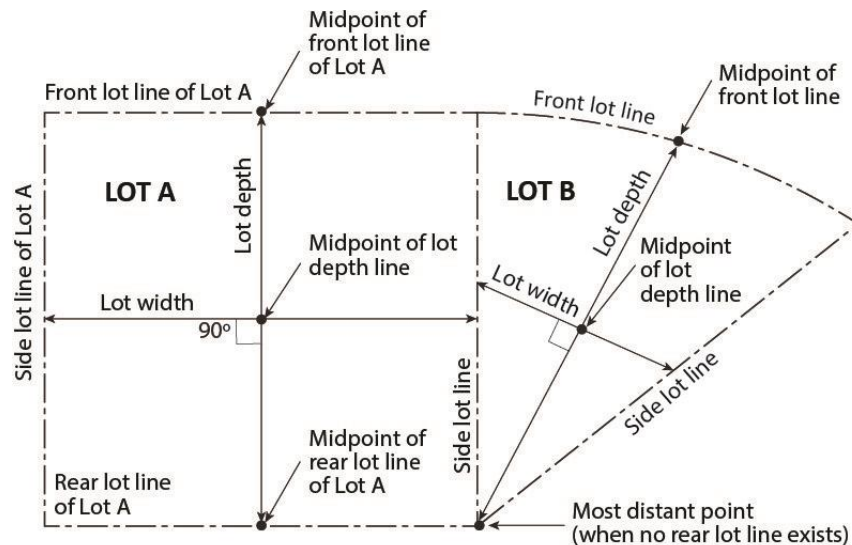 Midpoint of
front lot line
of Lot A
Front lot line of Lot A
Midpoint of
front lot line
Front lot line
Side lot line of Lot A
LOT A
Lot depth
LOT B
Lot depth
Midpoint of lot
depth line
Midpoint
of lot
depth line
Lot width
Lot width
90º
Side lot line
Side lot line
Rear lot line
of Lot A
Midpoint of
rear lot line
of Lot A
Most distant point
(when no rear lot line exists)